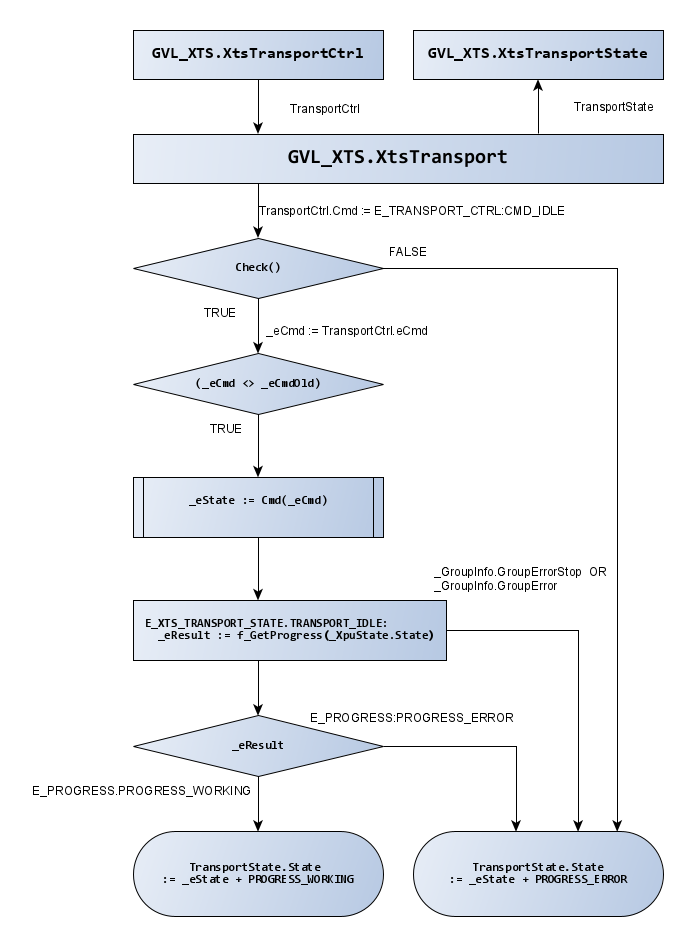 GVL_XTS.XtsTransportCtrl
GVL_XTS.XtsTransportState
TransportCtrl
TransportState
GVL_XTS.XtsTransport
TransportCtrl.Cmd := E_TRANSPORT_CTRL:CMD_IDLE
FALSE
Check()
TRUE
_eCmd := TransportCtrl.eCmd
(_eCmd <> _eCmdOld)
TRUE
_eState := Cmd(_eCmd)
_GroupInfo.GroupErrorStop OR
_GroupInfo.GroupError
E_XTS_TRANSPORT_STATE.TRANSPORT_IDLE:
_eResult := f_GetProgress(_XpuState.State)
E_PROGRESS:PROGRESS_ERROR
_eResult
E_PROGRESS.PROGRESS_WORKING
TransportState.State
:= _eState + PROGRESS_WORKING
TransportState.State
:= _eState + PROGRESS_ERROR